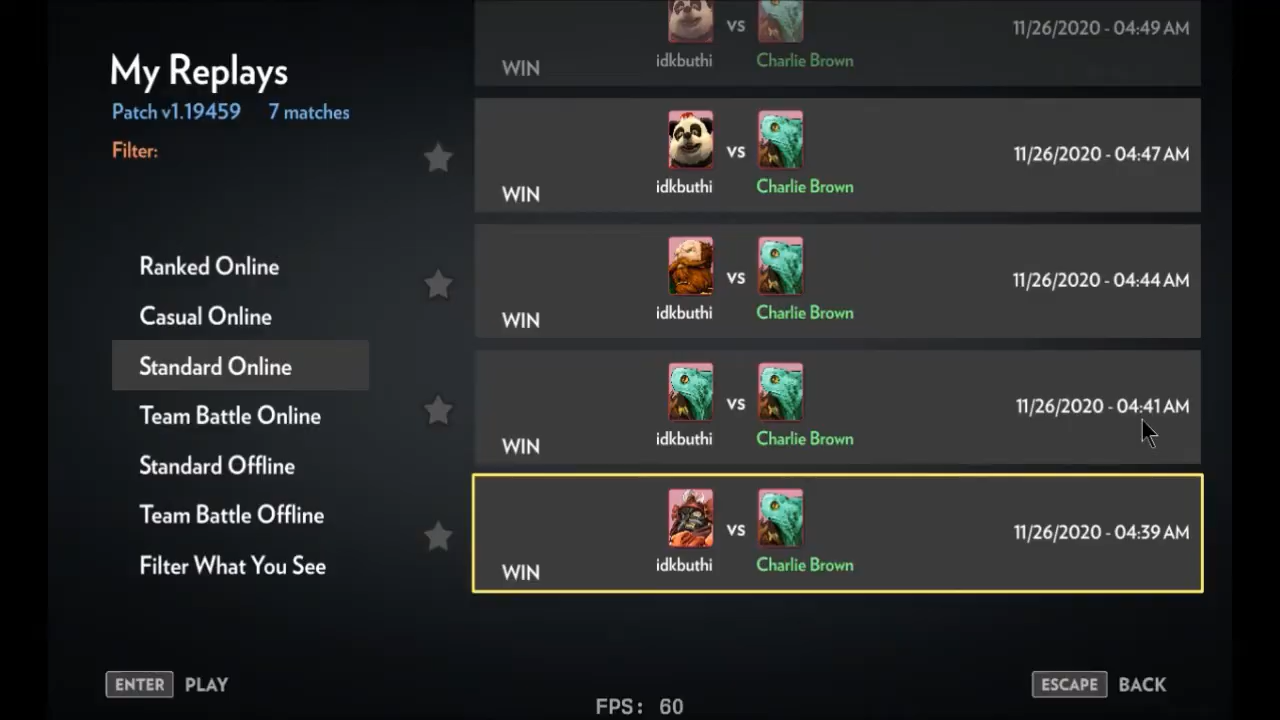 My Replays
Patch v1.19459 7 matches
Filter:
Ranked Online
Casual Online
Standard Online
Team Battle Online
Standard Offline
Team Battle Offline
Filter What You See
WIN idkbuthi vs Charlie Brown 11/26/2020 - 04:49 AM
WIN idkbuthi vs Charlie Brown 11/26/2020 - 04:47 AM
WIN idkbuthi vs Charlie Brown 11/26/2020 - 04:44 AM
WIN idkbuthi vs Charlie Brown 11/26/2020 - 04:41 AM
WIN idkbuthi vs Charlie Brown 11/26/2020 - 04:39 AM
ENTER PLAY
FPS: 60
ESCAPE BACK